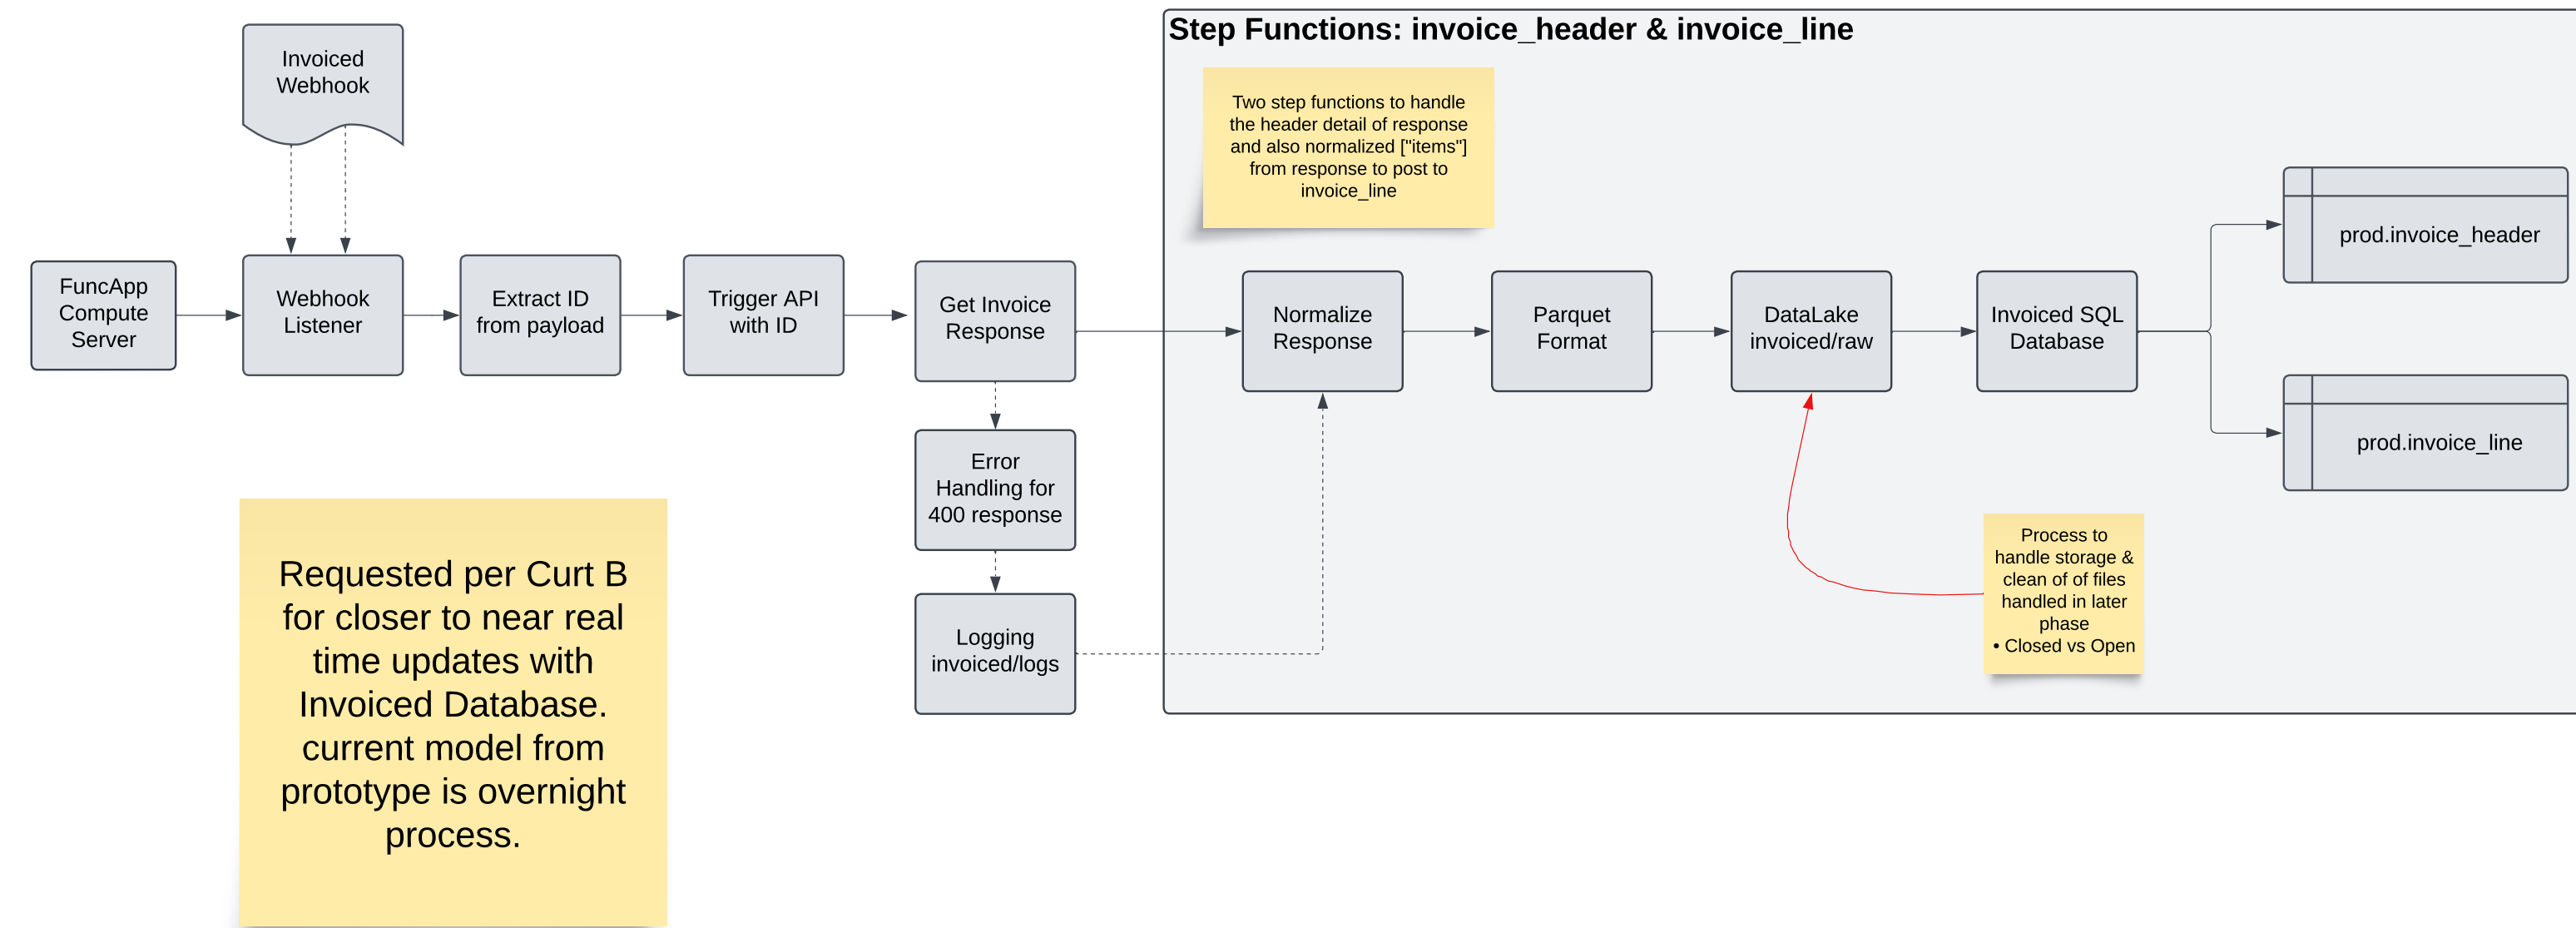 Step Functions: invoice_header & invoice_line
Invoiced
Webhook
Two step functions to handle
the header detail of response
and also normalized ["items"]
from response to post to
invoice_line
FuncApp
Compute
Server
Webhook
Listener
Extract ID
from payload
Trigger API
with ID
Get Invoice
Response
Normalize
Response
Parquet
Format
DataLake
invoiced/raw
Invoiced SQL
Database
prod.invoice_header
prod.invoice_line
Error
Handling for
400 response
Logging
invoiced/logs
Process to
handle storage &
clean of of files
handled in later
phase
• Closed vs Open
Requested per Curt B
for closer to near real
time updates with
Invoiced Database.
current model from
prototype is overnight
process.